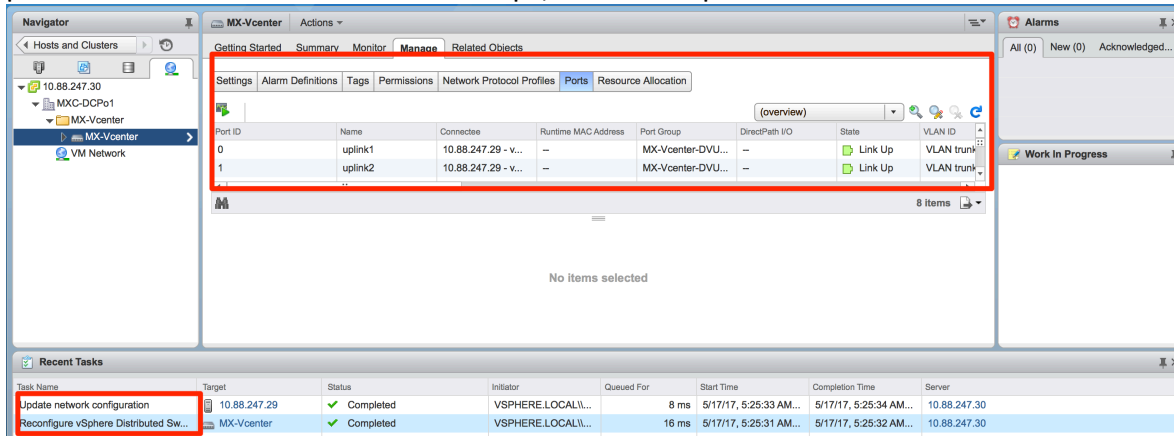 Navigator
MX-Vcenter Actions
Alarms
Hosts and Clusters
Getting Started Summary Monitor Manage Related Objects
All (0) New (0) Acknowledged...
Settings Alarm Definitions Tags Permissions Network Protocol Profiles Ports Resource Allocation
10.88.247.30
MXC-DCPo1
MX-Vcenter
MX-Vcenter
VM Network
(overview)
Port ID Name Connectee Runtime MAC Address Port Group DirectPath I/O State VLAN ID
0 uplink1 10.88.247.29 - v... -- MX-Vcenter-DVU... -- Link Up VLAN trunk
1 uplink2 10.88.247.29 - v... -- MX-Vcenter-DVU... -- Link Up VLAN trunk
8 items
Work In Progress
No items selected
Recent Tasks
Task Name Target Status Initiator Queued For Start Time Completion Time Server
Update network configuration 10.88.247.29 Completed VSPHERE.LOCAL\\... 8 ms 5/17/17, 5:25:33 AM... 5/17/17, 5:25:34 AM... 10.88.247.30
Reconfigure vSphere Distributed Sw... MX-Vcenter Completed VSPHERE.LOCAL\\... 16 ms 5/17/17, 5:25:31 AM... 5/17/17, 5:25:32 AM... 10.88.247.30